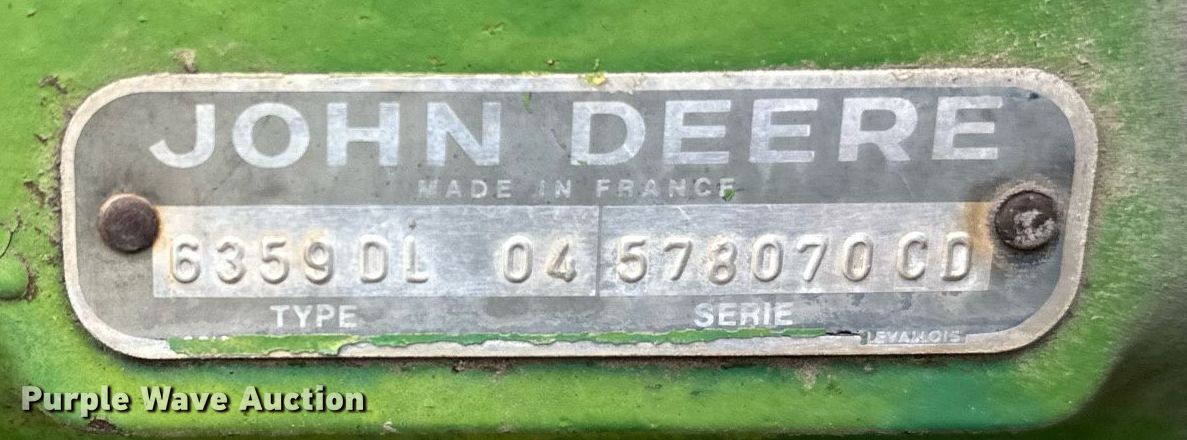 JOHN DEERE
MADE IN FRANCE
6359DL 04 578070CD
TYPE SERIE
LEVALLOIS
Purple Wave Auction